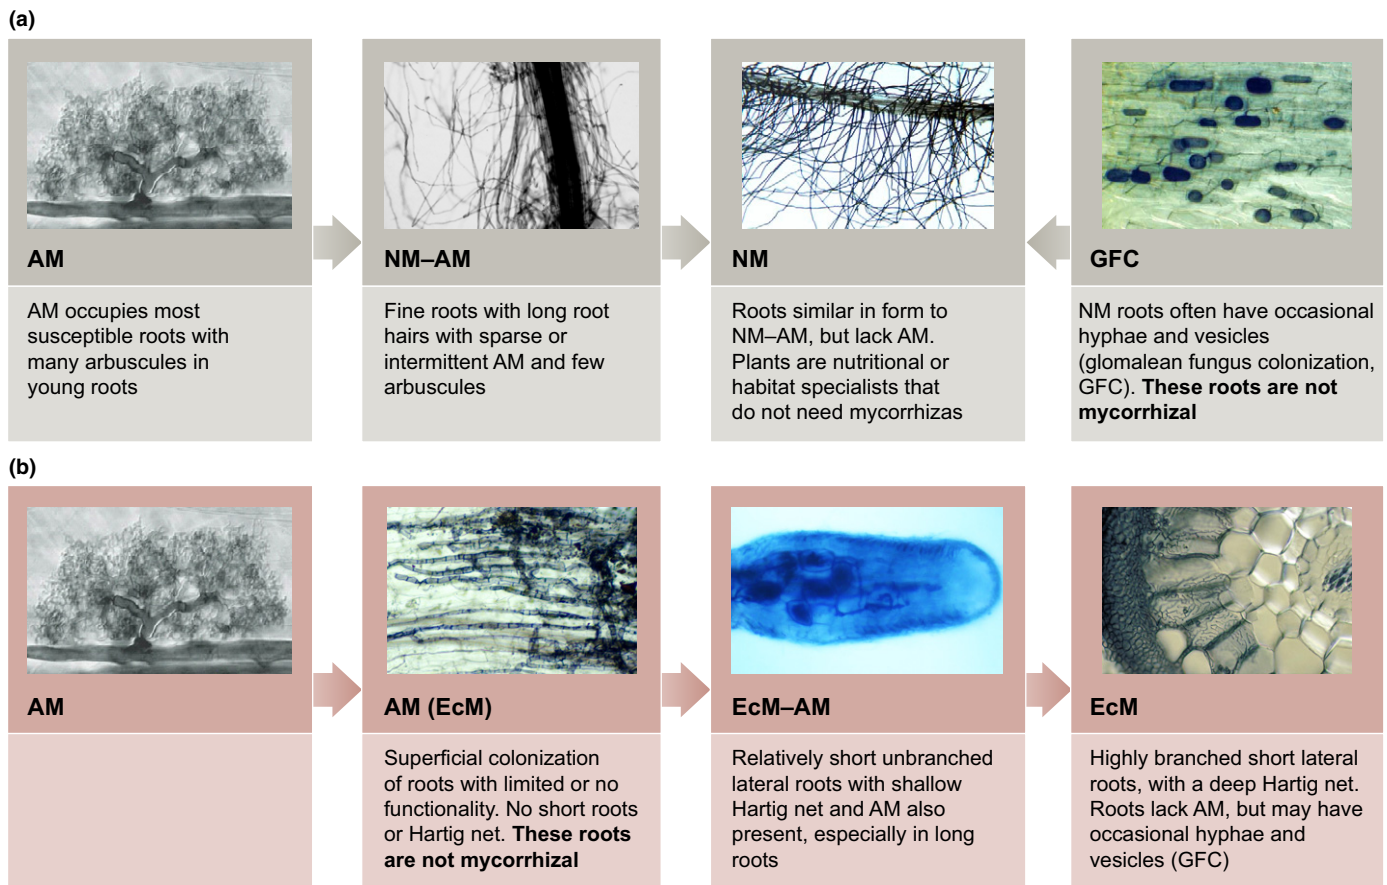 (a)
AM
AM occupies most
susceptible roots with
many arbuscules in
young roots
NM–AM
Fine roots with long root
hairs with sparse or
intermittent AM and few
arbuscules
NM
Roots similar in form to
NM–AM, but lack AM.
Plants are nutritional or
habitat specialists that
do not need mycorrhizas
GFC
NM roots often have occasional
hyphae and vesicles
(glomalean fungus colonization,
GFC). These roots are not
mycorrhizal
(b)
AM
AM (EcM)
Superficial colonization
of roots with limited or no
functionality. No short roots
or Hartig net. These roots
are not mycorrhizal
EcM–AM
Relatively short unbranched
lateral roots with shallow
Hartig net and AM also
present, especially in long
roots
EcM
Highly branched short lateral
roots, with a deep Hartig net.
Roots lack AM, but may have
occasional hyphae and
vesicles (GFC)